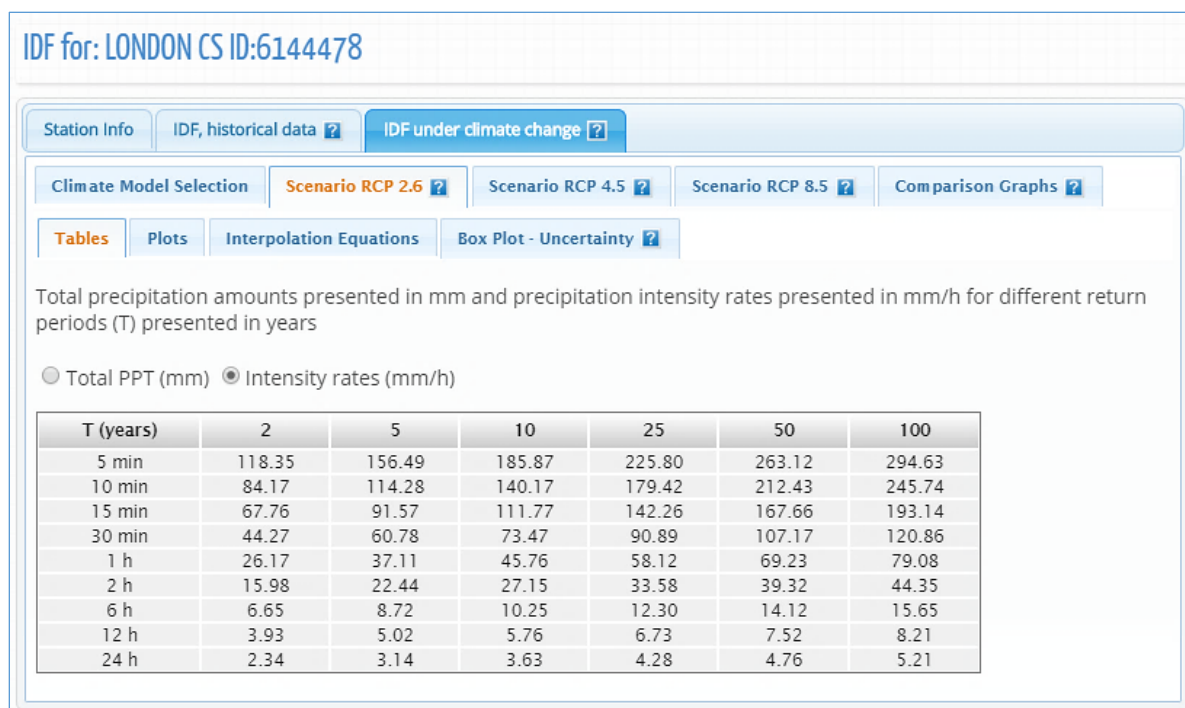 IDF for: LONDON CS ID:6144478
Station Info IDF, historical data ? IDF under climate change ?
Climate Model Selection Scenario RCP 2.6 ? Scenario RCP 4.5 ? Scenario RCP 8.5 ? Comparison Graphs ?
Tables Plots Interpolation Equations Box Plot - Uncertainty ?
Total precipitation amounts presented in mm and precipitation intensity rates presented in mm/h for different return
periods (T) presented in years
Total PPT (mm) Intensity rates (mm/h)
T (years) 2 5 10 25 50 100
5 min 118.35 156.49 185.87 225.80 263.12 294.63
10 min 84.17 114.28 140.17 179.42 212.43 245.74
15 min 67.76 91.57 111.77 142.26 167.66 193.14
30 min 44.27 60.78 73.47 90.89 107.17 120.86
1 h 26.17 37.11 45.76 58.12 69.23 79.08
2 h 15.98 22.44 27.15 33.58 39.32 44.35
6 h 6.65 8.72 10.25 12.30 14.12 15.65
12 h 3.93 5.02 5.76 6.73 7.52 8.21
24 h 2.34 3.14 3.63 4.28 4.76 5.21